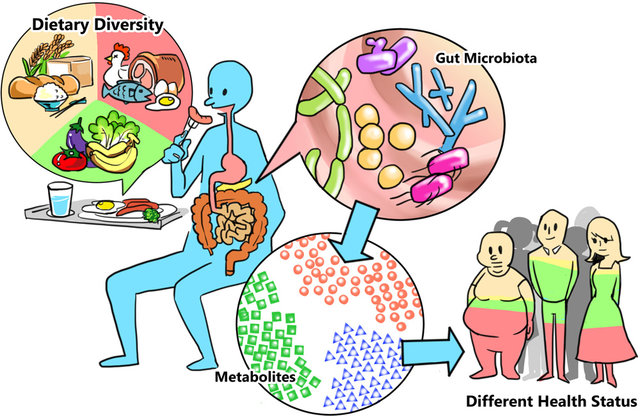 Dietary Diversity
Gut Microbiota
Metabolites
Different Health Status